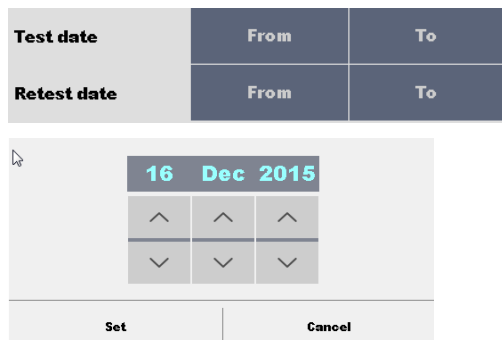 Test date From To
Retest date From To
16 Dec 2015
Set Cancel